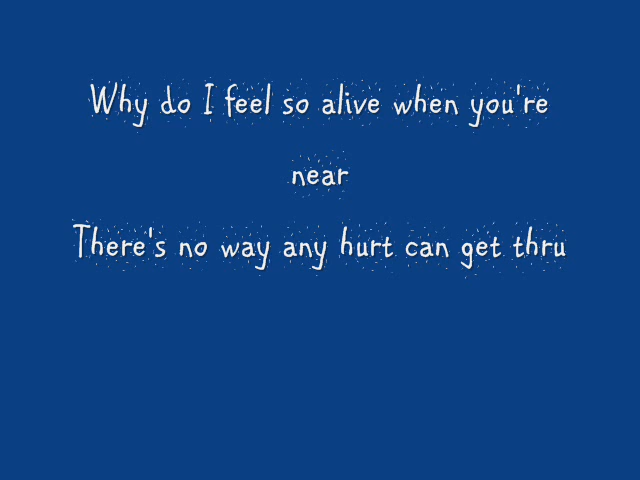 Why do I feel so alive when you're
near
There's no way any hurt can get thru